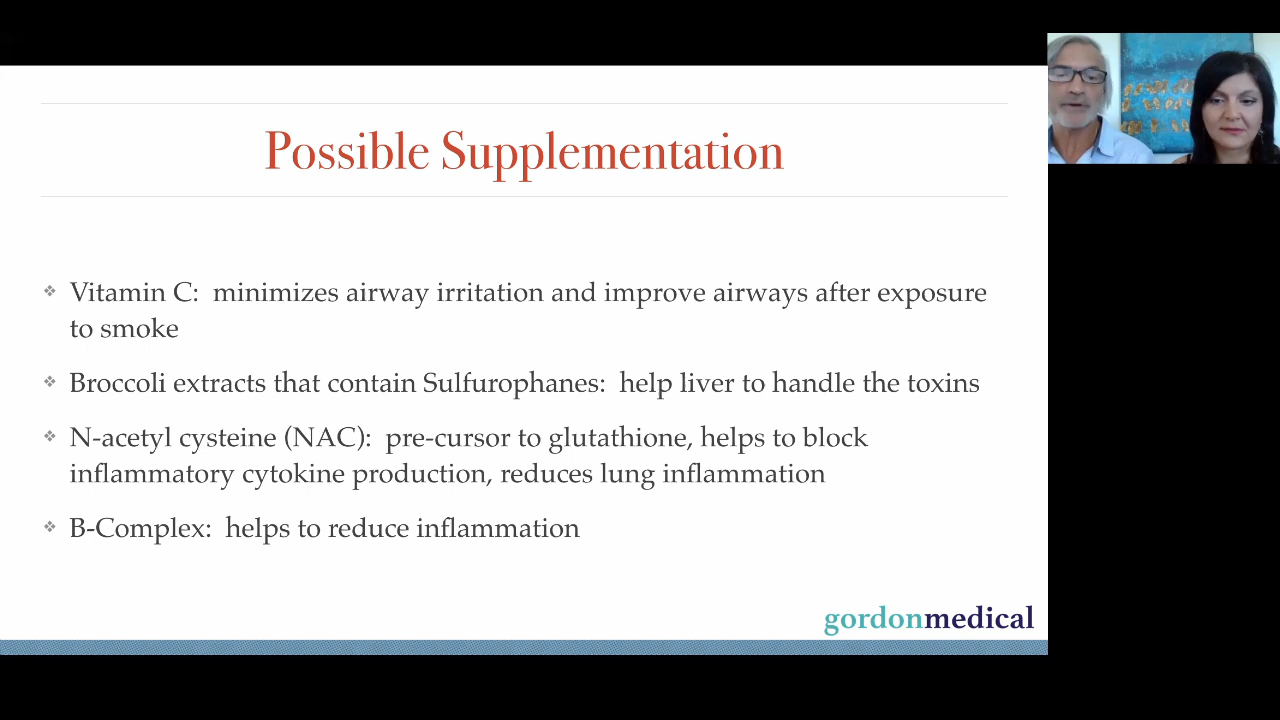 Possible Supplementation
❖ Vitamin C: minimizes airway irritation and improve airways after exposure
to smoke
❖ Broccoli extracts that contain Sulfurophanes: help liver to handle the toxins
❖ N-acetyl cysteine (NAC): pre-cursor to glutathione, helps to block
inflammatory cytokine production, reduces lung inflammation
❖ B-Complex: helps to reduce inflammation
gordonmedical